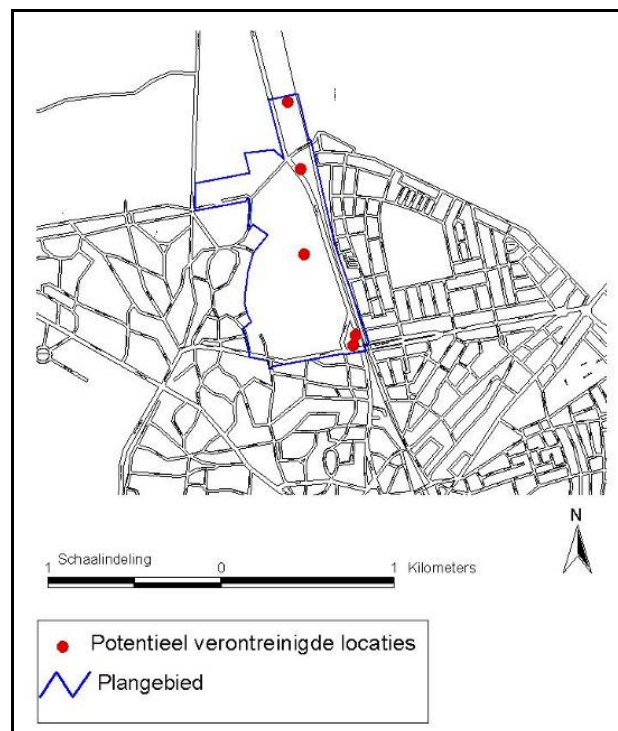 N
Schaalindeling
1 0 1 Kilometers
Potentieel verontreinigde locaties
Plangebied